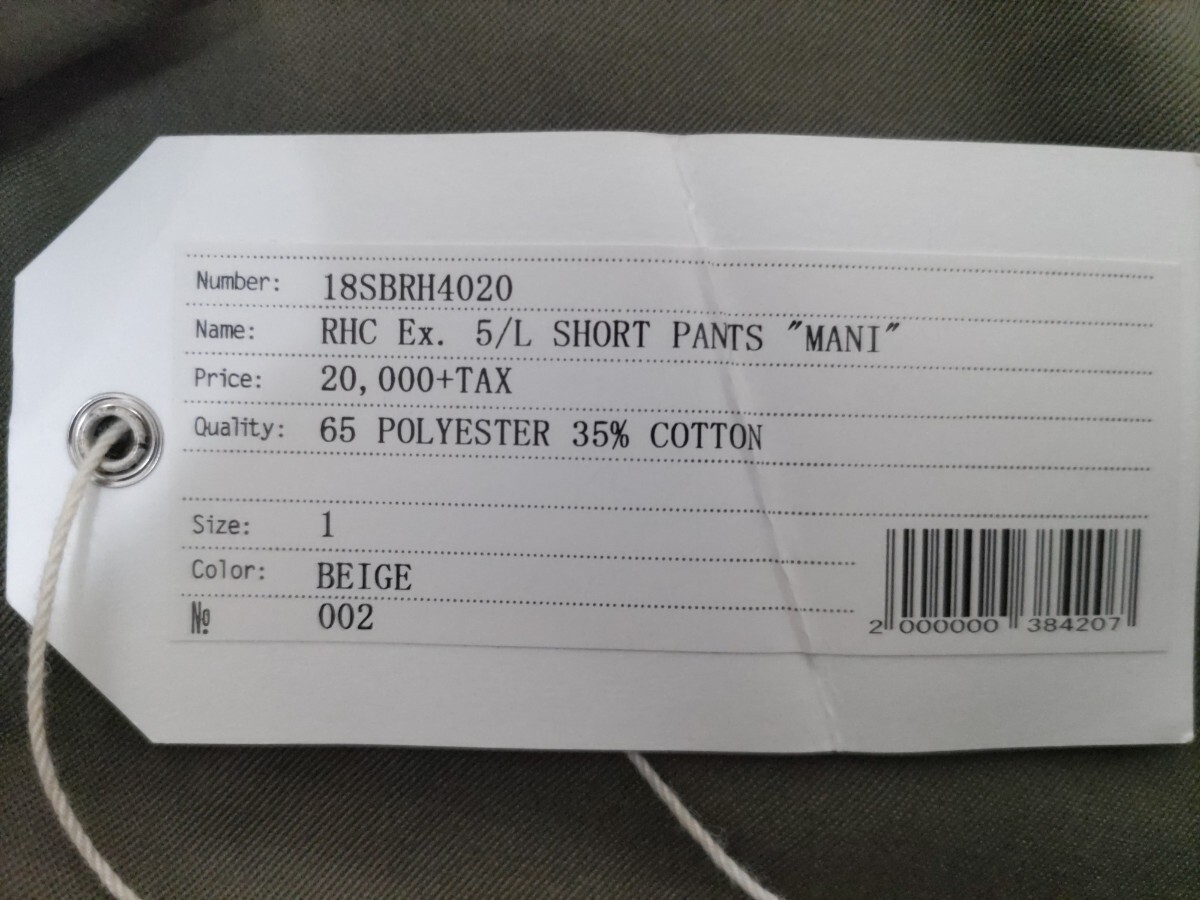 Number: 18SBRH4020
Name: RHC Ex. 5/L SHORT PANTS "MANI"
Price: 20,000+TAX
Quality: 65 POLYESTER 35% COTTON
Size: 1
Color: BEIGE
№ 002
2 000000 384207